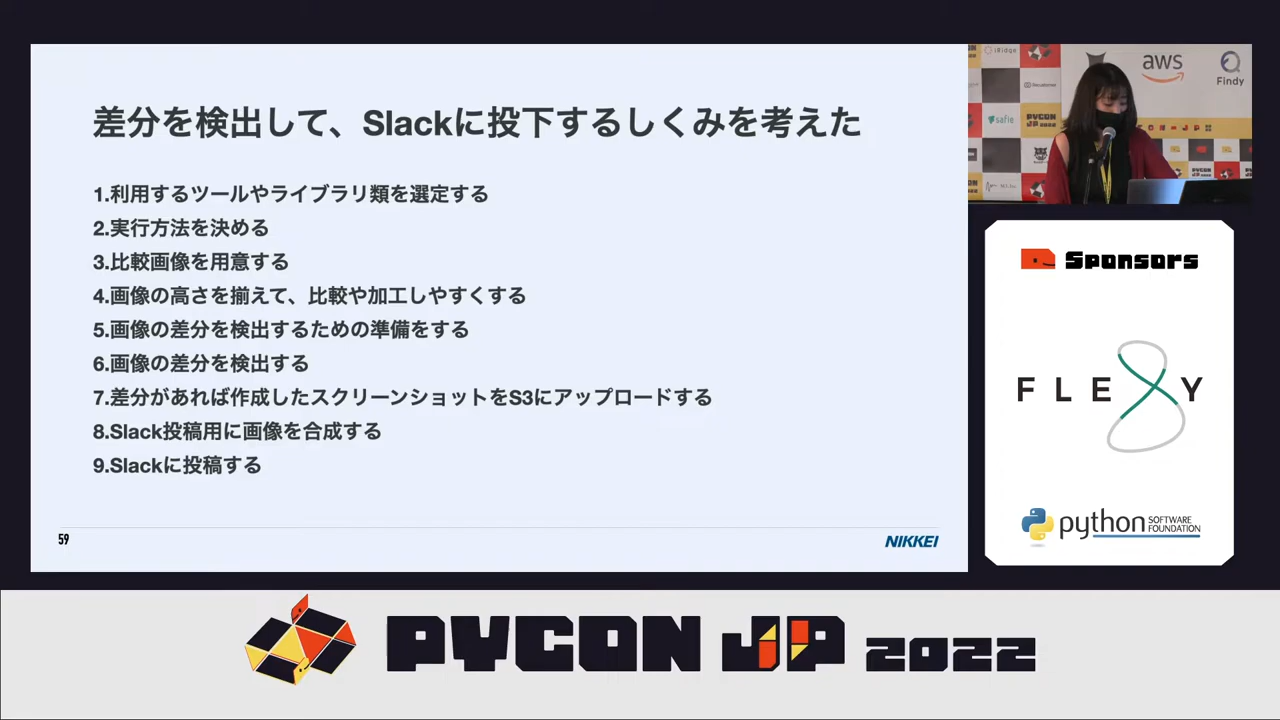 差分を検出して、Slackに投下するしくみを考えた
1.利用するツールやライブラリ類を選定する
2.実行方法を決める
3.比較画像を用意する
4.画像の高さを揃えて、比較や加工しやすくする
5.画像の差分を検出するための準備をする
6.画像の差分を検出する
7.差分があれば作成したスクリーンショットをS3にアップロードする
8.Slack投稿用に画像を合成する
9.Slackに投稿する
59
NIKKEI
iRidge
aws
Findy
safie
PYCON JP 2022
Sponsors
FLEXY
python SOFTWARE FOUNDATION
PYCON JP 2022